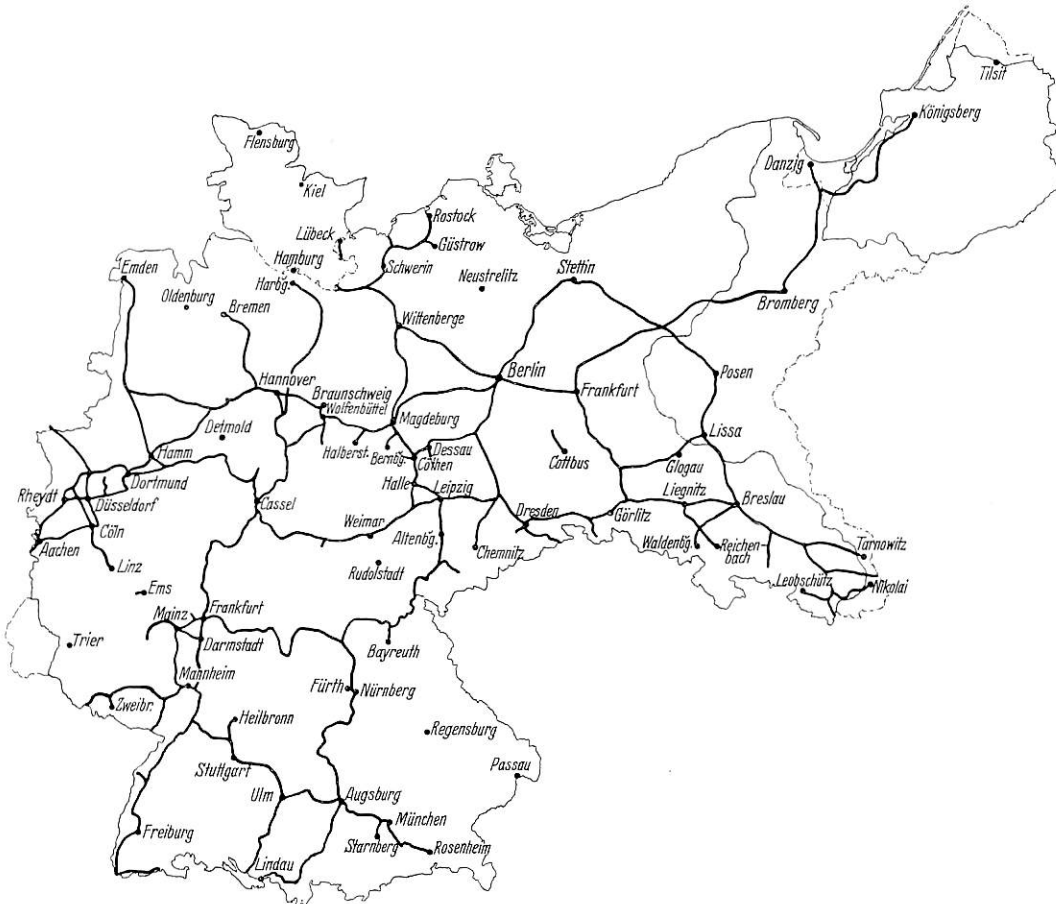 Tilsit
Königsberg
Flensburg
Danzig
Kiel
Rostock
Lübeck
Güstrow
Hamburg
Schwerin
Stettin
Emden
Neustrelitz
Harbg.
Bromberg
Oldenburg
Bremen
Wittenberge
Berlin
Posen
Hannover
Braunschweig
Frankfurt
Wolfenbüttel
Magdeburg
Lissa
Detmold
Halberst.
Dessau
Bernbg.
Cöthen
Cottbus
Glogau
Hamm
Dortmund
Halle
Leipzig
Liegnitz
Breslau
Rheydt
Düsseldorf
Cassel
Dresden
Görlitz
Weimar
Cöln
Altenbg.
Waldenbg.
Reichen-
bach
Aachen
Chemnitz
Tarnowitz
Linz
Rudolstadt
Leobschütz
Nikolai
Ems
Mainz
Frankfurt
Trier
Darmstadt
Bayreuth
Mannheim
Fürth
Nürnberg
Zweibr.
Heilbronn
Regensburg
Stuttgart
Passau
Ulm
Augsburg
München
Freiburg
Starnberg
Rosenheim
Lindau